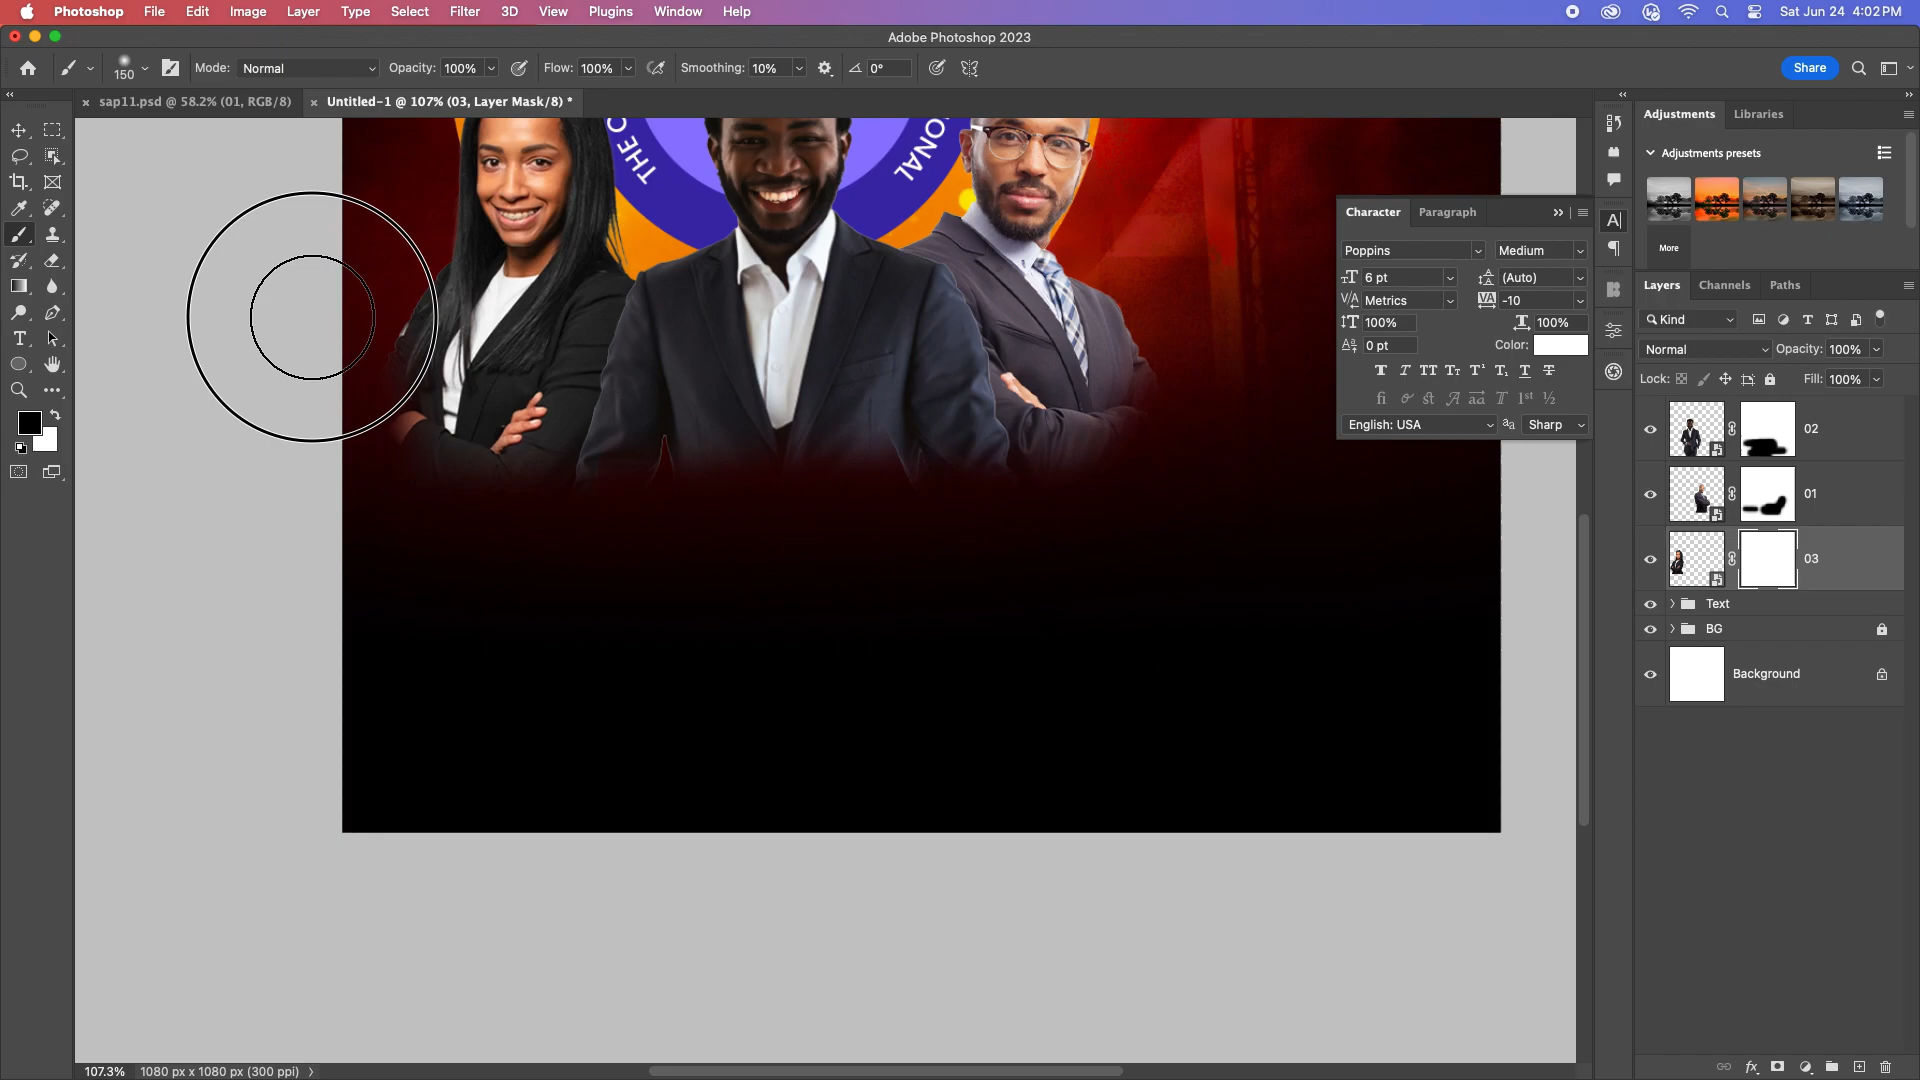 Photoshop File Edit Image Layer Type Select Filter 3D View Plugins Window Help Sat Jun 24 4:02 PM
Adobe Photoshop 2023
150 Mode: Normal Opacity: 100% Flow: 100% Smoothing: 10% 0° Share
sap11.psd @ 58.2% (01, RGB/8) Untitled-1 @ 107% (03, Layer Mask/8) *
THE
ONAL
Character Paragraph
Poppins Medium
6 pt (Auto)
Metrics -10
100% 100%
0 pt Color:
English: USA Sharp
Adjustments Libraries
Adjustments presets
More
Layers Channels Paths
Kind
Normal Opacity: 100%
Lock: Fill: 100%
02
01
03
Text
BG
Background
107.3% 1080 px x 1080 px (300 ppi)